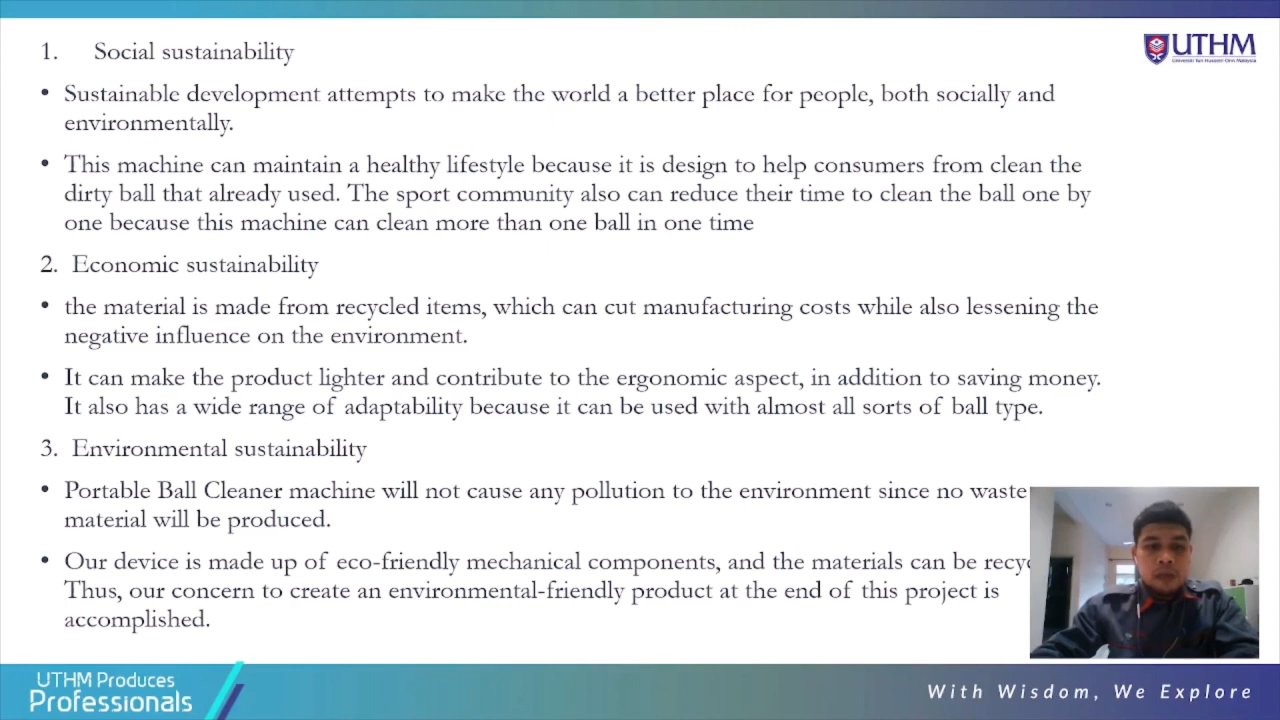 1. Social sustainability
UTHM
Universiti Tun Hussein Onn Malaysia
• Sustainable development attempts to make the world a better place for people, both socially and
environmentally.
• This machine can maintain a healthy lifestyle because it is design to help consumers from clean the
dirty ball that already used. The sport community also can reduce their time to clean the ball one by
one because this machine can clean more than one ball in one time
2. Economic sustainability
• the material is made from recycled items, which can cut manufacturing costs while also lessening the
negative influence on the environment.
• It can make the product lighter and contribute to the ergonomic aspect, in addition to saving money.
It also has a wide range of adaptability because it can be used with almost all sorts of ball type.
3. Environmental sustainability
• Portable Ball Cleaner machine will not cause any pollution to the environment since no waste
material will be produced.
• Our device is made up of eco-friendly mechanical components, and the materials can be
Thus, our concern to create an environmental-friendly product at the end of this project is
accomplished.
UTHM Produces
Professionals
With Wisdom, We Explore